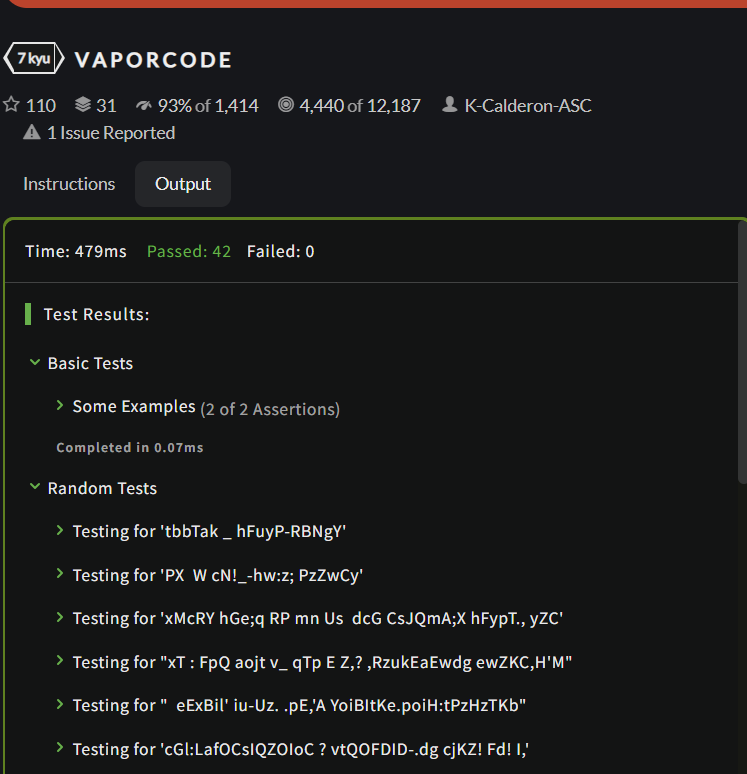 7 kyu VAPORCODE
110 31 93% of 1,414 4,440 of 12,187 K-Calderon-ASC
1 Issue Reported
Instructions Output
Time: 479ms Passed: 42 Failed: 0
Test Results:
Basic Tests
Some Examples (2 of 2 Assertions)
Completed in 0.07ms
Random Tests
Testing for 'tbbTak _ hFuyP-RBNgY'
Testing for 'PX  W cN!_-hw:z; PzZwCy'
Testing for 'xMcRY hGe;q RP mn Us  dcG CsJQmA;X hFypT., yZC'
Testing for "xT : FpQ aojt v_ qTp E Z,? ,RzukEaEwdg ewZKC,H'M"
Testing for "  eExBil' iu-Uz. .pE,'A YoiBItKe.poiH:tPzHzTKb"
Testing for 'cGl:LafOCsIQZOIoC ? vtQOFDID-.dg cjKZ! Fd! I,'